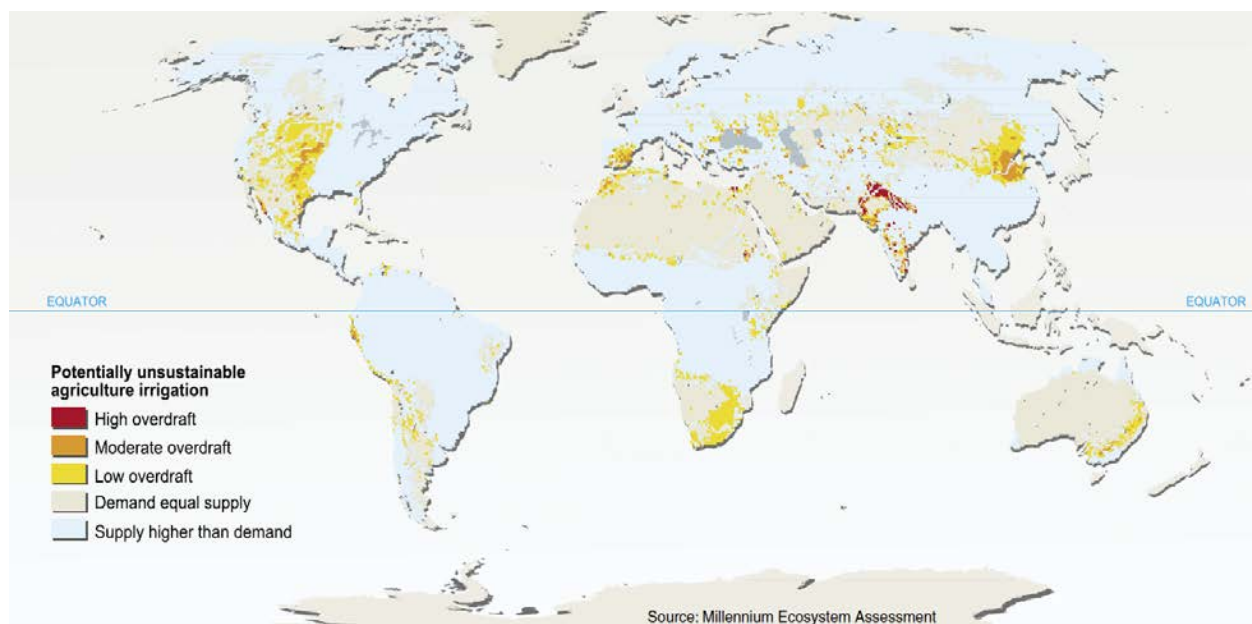 EQUATOR
EQUATOR
Potentially unsustainable
agriculture irrigation
High overdraft
Moderate overdraft
Low overdraft
Demand equal supply
Supply higher than demand
Source: Millennium Ecosystem Assessment